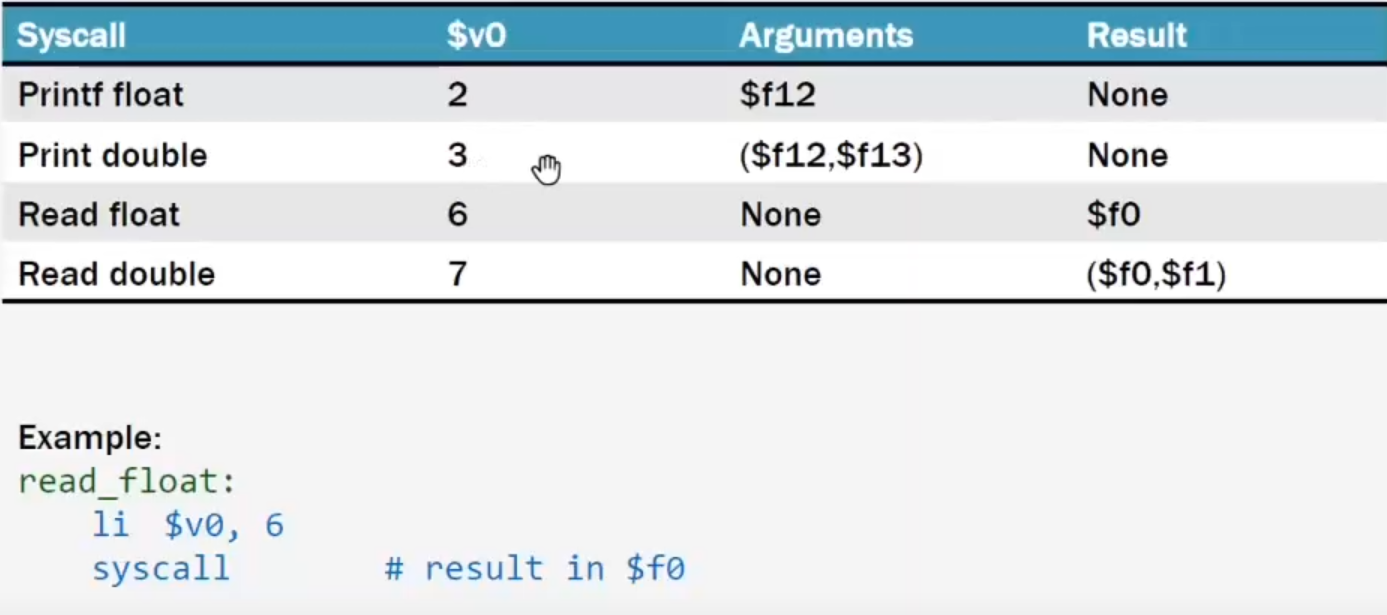 Syscall $v0 Arguments Result
Printf float 2 $f12 None
Print double 3 ($f12,$f13) None
Read float 6 None $f0
Read double 7 None ($f0,$f1)
Example:
read_float:
li $v0, 6
syscall # result in $f0